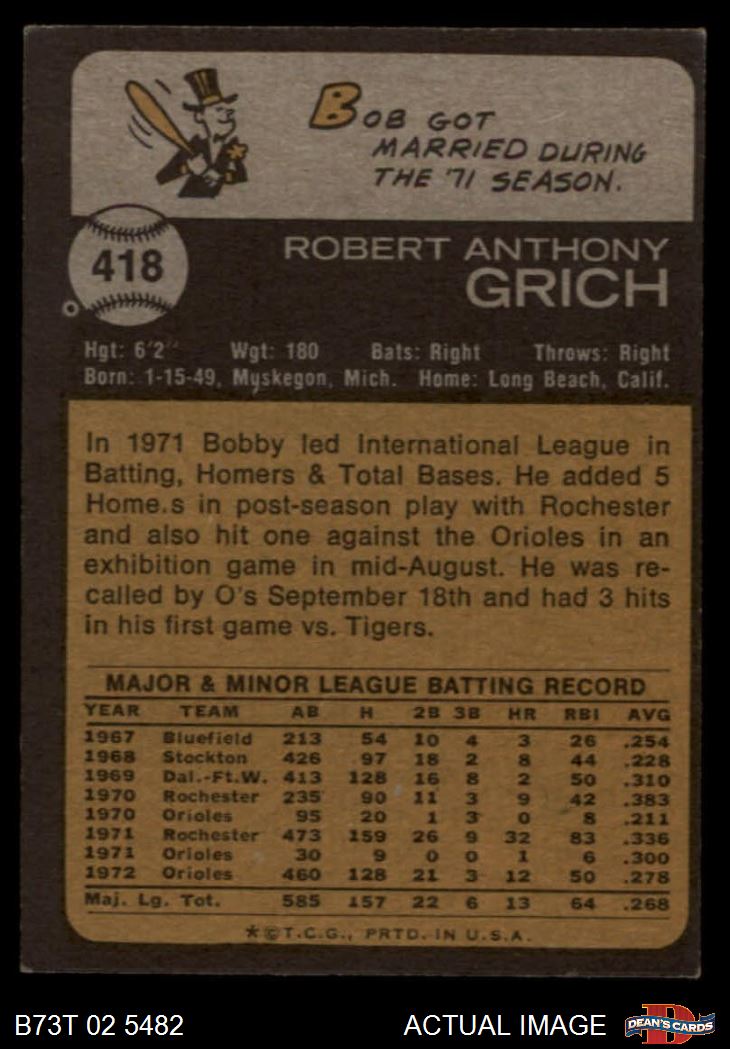 BOB GOT
MARRIED DURING
THE '71 SEASON.
418
ROBERT ANTHONY
GRICH
Hgt: 6'2" Wgt: 180 Bats: Right Throws: Right
Born: 1-15-49, Muskegon, Mich. Home: Long Beach, Calif.
In 1971 Bobby led International League in
Batting, Homers & Total Bases. He added 5
Home.s in post-season play with Rochester
and also hit one against the Orioles in an
exhibition game in mid-August. He was re-
called by O's September 18th and had 3 hits
in his first game vs. Tigers.
MAJOR & MINOR LEAGUE BATTING RECORD
YEAR TEAM AB H 2B 3B HR RBI AVG
1967 Bluefield 213 54 10 4 3 26 .254
1968 Stockton 426 97 18 2 8 44 .228
1969 Dal.-Ft.W. 413 128 16 8 2 50 .310
1970 Rochester 235 90 11 3 9 42 .383
1970 Orioles 95 20 1 3 0 8 .211
1971 Rochester 473 159 26 9 32 83 .336
1971 Orioles 30 9 0 0 1 6 .300
1972 Orioles 460 128 21 3 12 50 .278
Maj. Lg. Tot. 585 157 22 6 13 64 .268
*©T.C.G., PRTD. IN U.S.A.
B73T 02 5482 ACTUAL IMAGE D DEAN'S CARDS